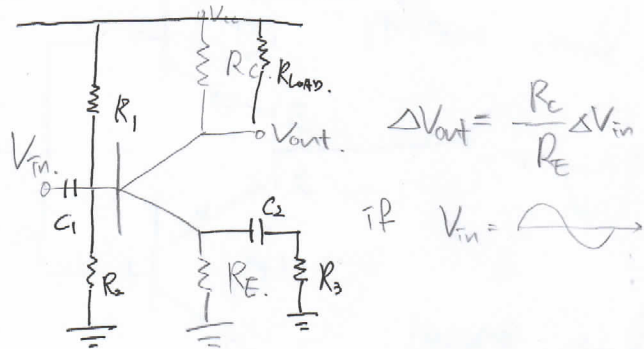 Vcc
RC.
RLOAD.
R1
Vin.
Vout.
ΔVout = RC/RE ΔVin
C1
C2
if Vin =
R2
RE.
R3